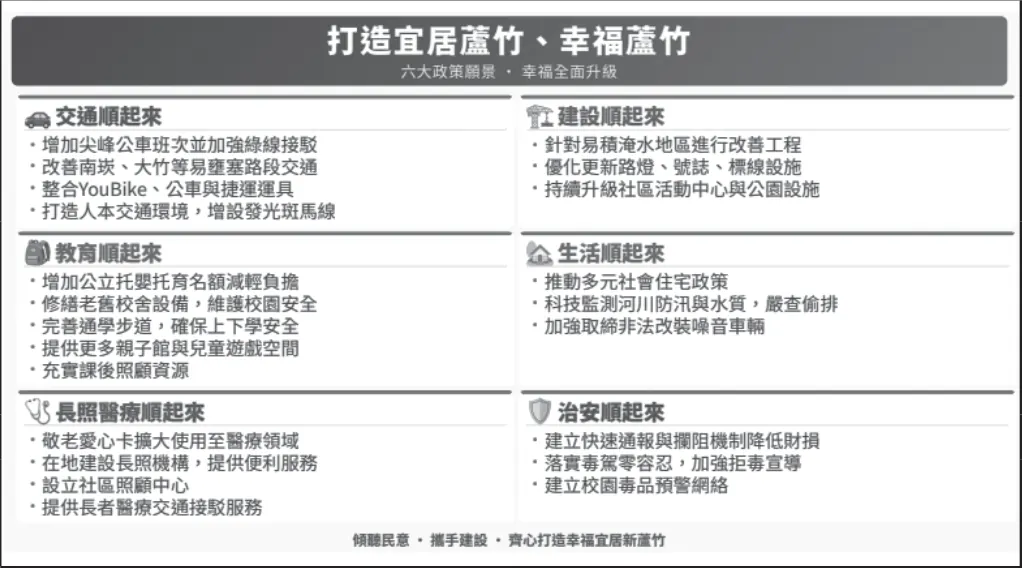 打造宜居蘆竹、幸福蘆竹
六大政策願景 · 幸福全面升級
交通順起來
· 增加尖峰公車班次並加強綠線接駁
· 改善南崁、大竹等易壅塞路段交通
· 整合YouBike、公車與捷運運具
· 打造人本交通環境，增設發光斑馬線
建設順起來
· 針對易積淹水地區進行改善工程
· 優化更新路燈、號誌、標線設施
· 持續升級社區活動中心與公園設施
教育順起來
· 增加公立托嬰托育名額減輕負擔
· 修繕老舊校舍設備，維護校園安全
· 完善通學步道，確保上下學安全
· 提供更多親子館與兒童遊戲空間
· 充實課後照顧資源
生活順起來
· 推動多元社會住宅政策
· 科技監測河川防汛與水質，嚴查偷排
· 加強取締非法改裝噪音車輛
長照醫療順起來
· 敬老愛心卡擴大使用至醫療領域
· 在地建設長照機構，提供便利服務
· 設立社區照顧中心
· 提供長者醫療交通接駁服務
治安順起來
· 建立快速通報與攔阻機制降低財損
· 落實毒駕零容忍，加強拒毒宣導
· 建立校園毒品預警網絡
傾聽民意 · 攜手建設 · 齊心打造幸福宜居新蘆竹